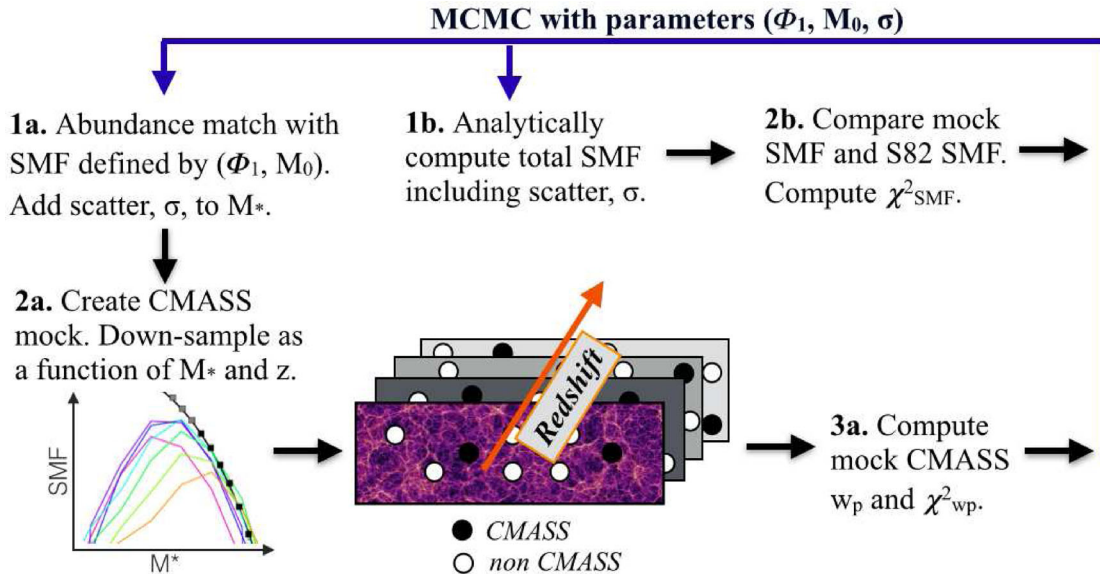 MCMC with parameters (Φ₁, M₀, σ)
1a. Abundance match with
SMF defined by (Φ₁, M₀).
Add scatter, σ, to M*.
1b. Analytically
compute total SMF
including scatter, σ.
2b. Compare mock
SMF and S82 SMF.
Compute χ²SMF.
2a. Create CMASS
mock. Down-sample as
a function of M* and z.
SMF
M*
Redshift
CMASS
non CMASS
3a. Compute
mock CMASS
wₚ and χ²wp.